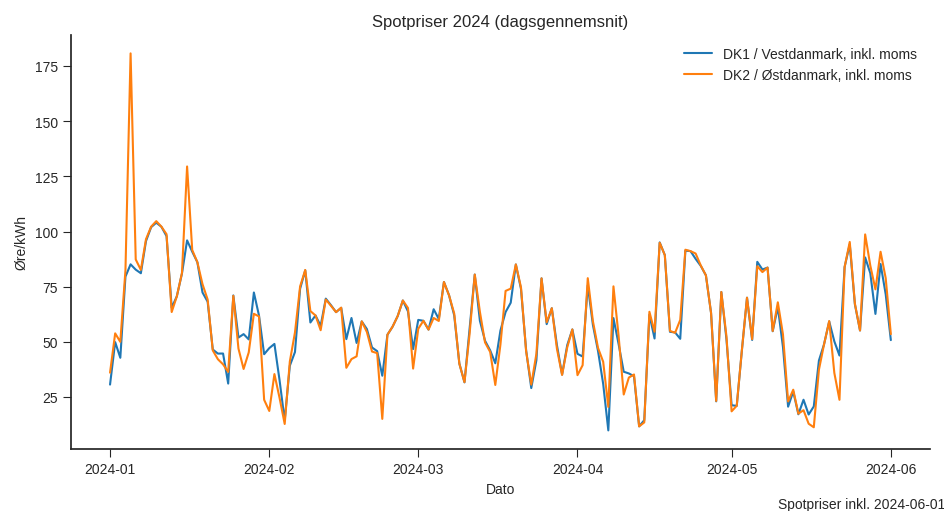 Spotpriser 2024 (dagsgennemsnit)
DK1 / Vestdanmark, inkl. moms
DK2 / Østdanmark, inkl. moms
Øre/kWh
175
150
125
100
75
50
25
2024-01
2024-02
2024-03
2024-04
2024-05
2024-06
Dato
Spotpriser inkl. 2024-06-01